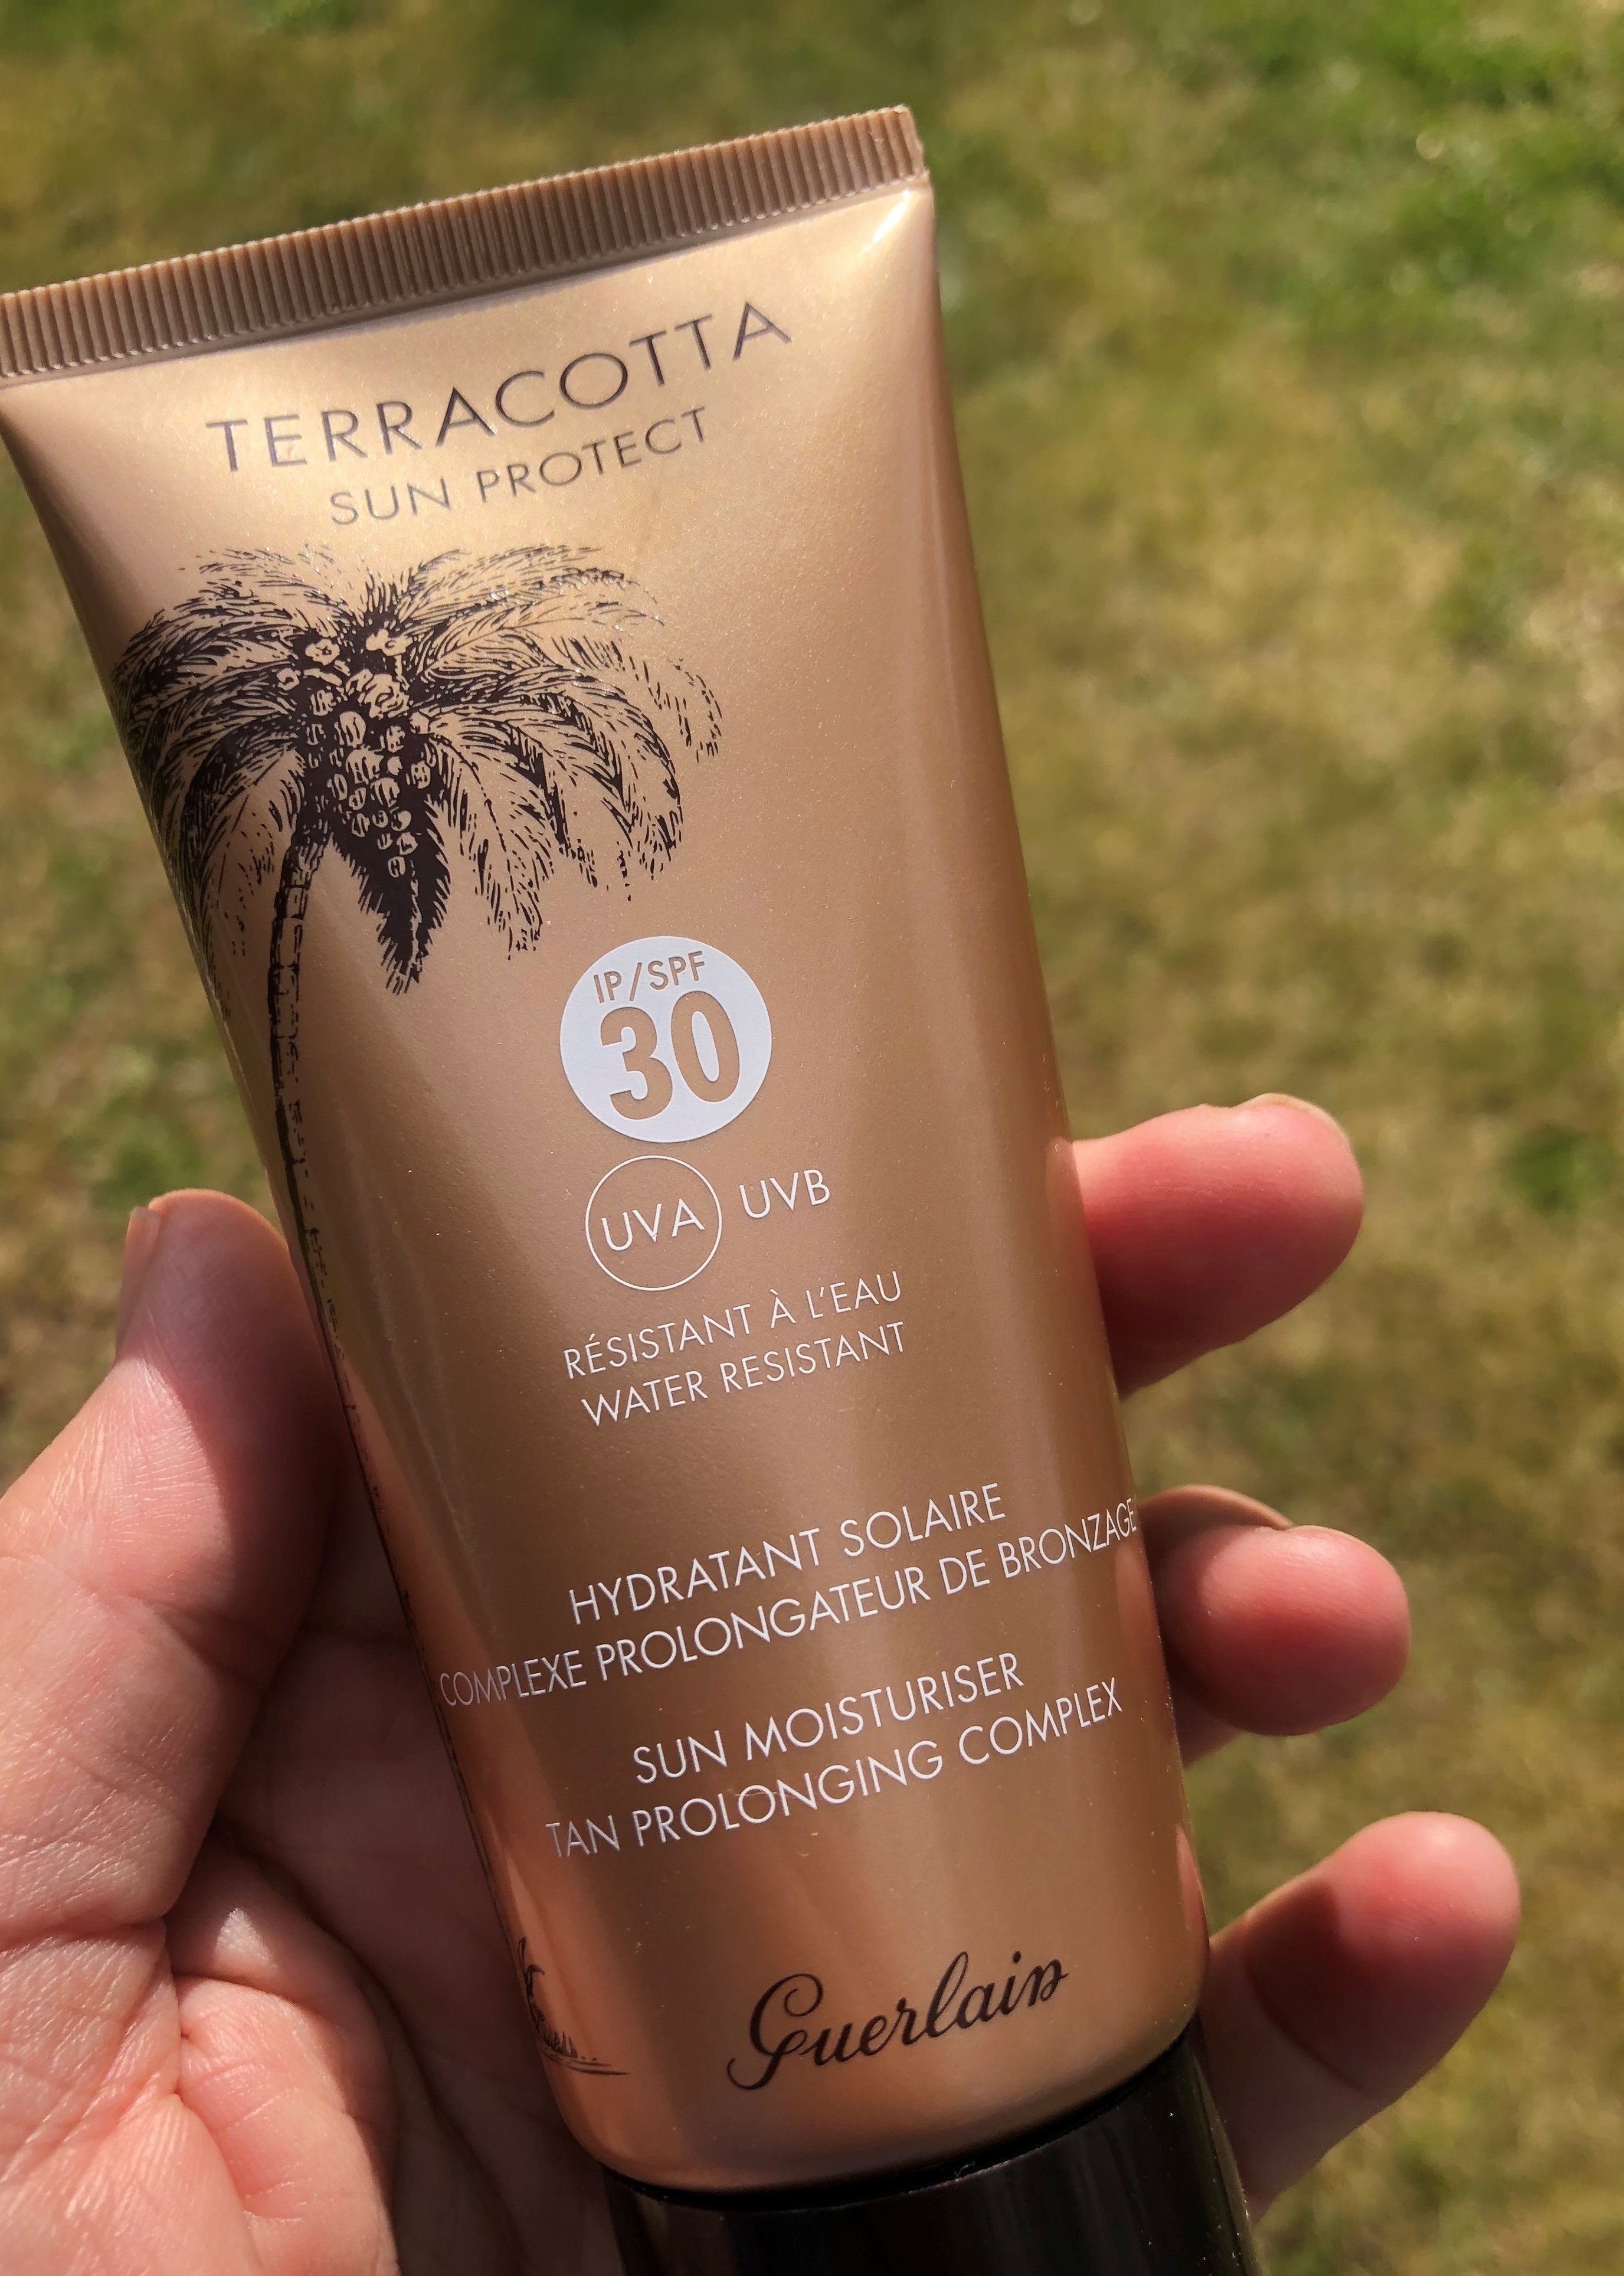 TERRACOTTA
SUN PROTECT
IP/SPF
30
UVA UVB
RÉSISTANT À L'EAU
WATER RESISTANT
HYDRATANT SOLAIRE
COMPLEXE PROLONGATEUR DE BRONZAGE
SUN MOISTURISER
TAN PROLONGING COMPLEX
Guerlain